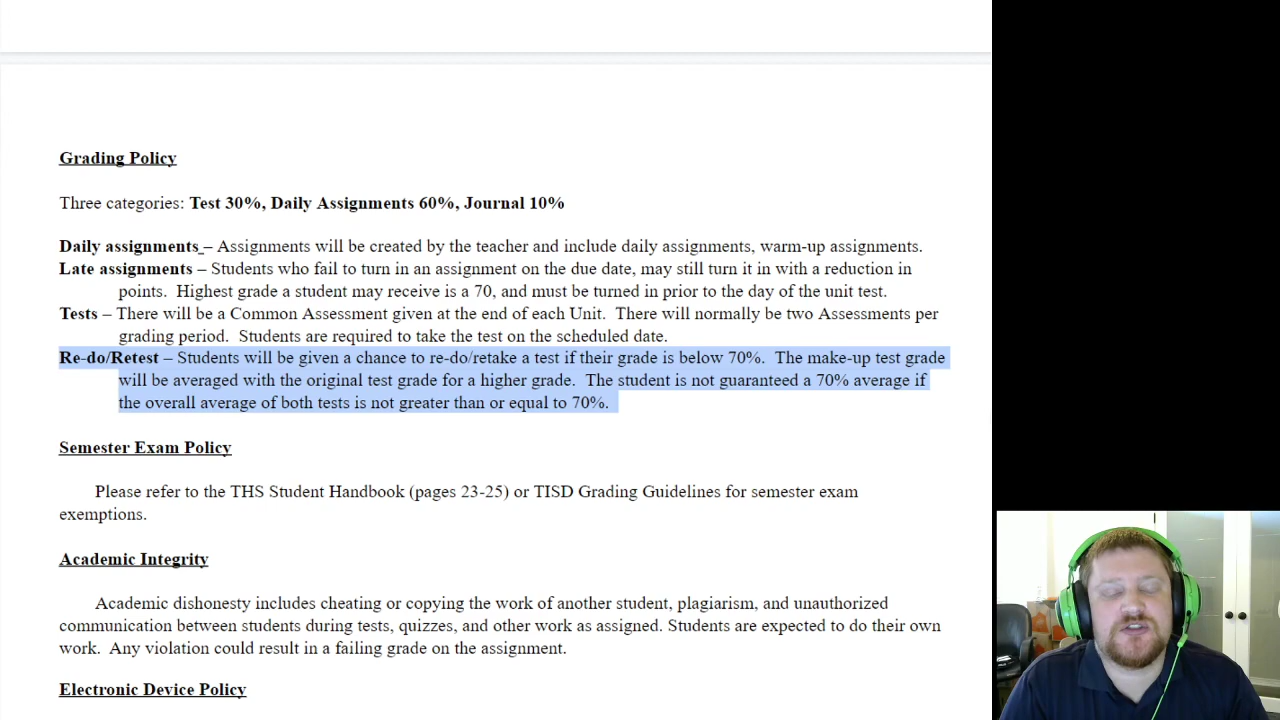 Grading Policy
Three categories: Test 30%, Daily Assignments 60%, Journal 10%
Daily assignments – Assignments will be created by the teacher and include daily assignments, warm-up assignments.
Late assignments – Students who fail to turn in an assignment on the due date, may still turn it in with a reduction in
points.  Highest grade a student may receive is a 70, and must be turned in prior to the day of the unit test.
Tests – There will be a Common Assessment given at the end of each Unit.  There will normally be two Assessments per
grading period.  Students are required to take the test on the scheduled date.
Re-do/Retest – Students will be given a chance to re-do/retake a test if their grade is below 70%.  The make-up test grade
will be averaged with the original test grade for a higher grade.  The student is not guaranteed a 70% average if
the overall average of both tests is not greater than or equal to 70%.
Semester Exam Policy
Please refer to the THS Student Handbook (pages 23-25) or TISD Grading Guidelines for semester exam
exemptions.
Academic Integrity
Academic dishonesty includes cheating or copying the work of another student, plagiarism, and unauthorized
communication between students during tests, quizzes, and other work as assigned. Students are expected to do their own
work.  Any violation could result in a failing grade on the assignment.
Electronic Device Policy